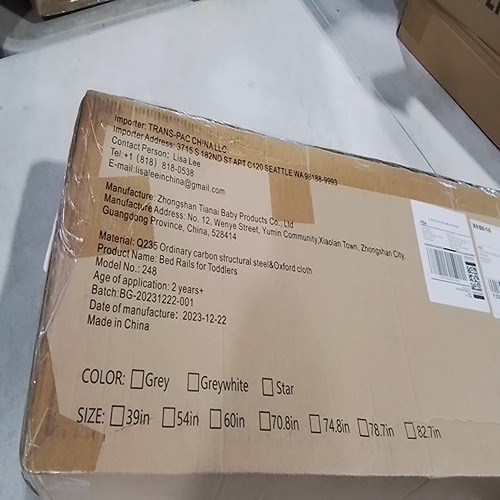 Importer: TRANS-PAC CHINA LLC
Importer Address: 3715 S 182ND ST APT C120 SEATTLE WA 98188-9993
Contact Person: Lisa Lee
Tel:+1 (818) 818-0538
E-mail:lisaleeinchina@gmail.com
Manufacture: Zhongshan Tianai Baby Products Co., Ltd
Manufacture Address: No. 12, Wenye Street, Yumin Community,Xiaolan Town, Zhongshan City,
Guangdong Province, China, 528414
Material: Q235 Ordinary carbon structural steel&Oxford cloth
Product Name: Bed Rails for Toddlers
Model No.: 248
Age of application: 2 years+
Batch:BG-20231222-001
Date of manufacture: 2023-12-22
Made in China
COLOR: □Grey □Greywhite □Star
SIZE: □39in □54in □60in □70.8in □74.8in □78.7in □82.7in